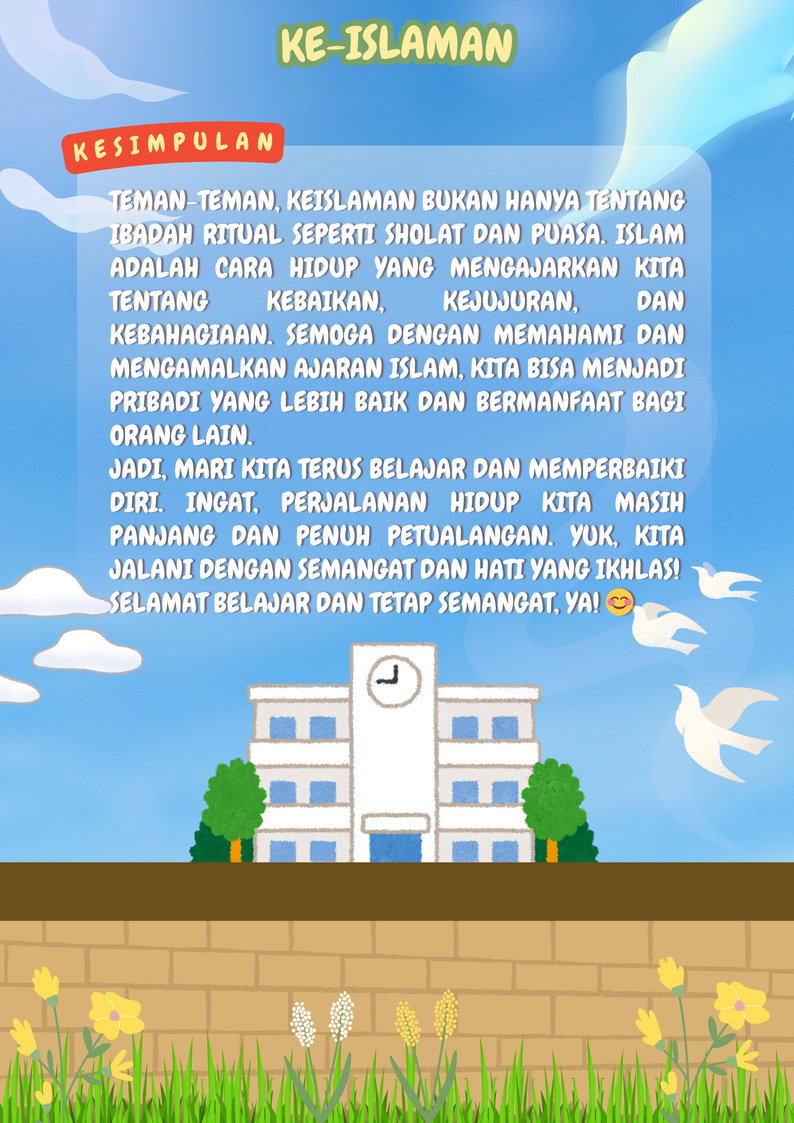 KE-ISLAMAN
KESIMPULAN
TEMAN-TEMAN, KEISLAMAN BUKAN HANYA TENTANG
IBADAH RITUAL SEPERTI SHOLAT DAN PUASA. ISLAM
ADALAH CARA HIDUP YANG MENGAJARKAN KITA
TENTANG KEBAIKAN, KEJUJURAN, DAN
KEBAHAGIAAN. SEMOGA DENGAN MEMAHAMI DAN
MENGAMALKAN AJARAN ISLAM, KITA BISA MENJADI
PRIBADI YANG LEBIH BAIK DAN BERMANFAAT BAGI
ORANG LAIN.
JADI, MARI KITA TERUS BELAJAR DAN MEMPERBAIKI
DIRI. INGAT, PERJALANAN HIDUP KITA MASIH
PANJANG DAN PENUH PETUALANGAN. YUK, KITA
JALANI DENGAN SEMANGAT DAN HATI YANG IKHLAS!
SELAMAT BELAJAR DAN TETAP SEMANGAT, YA! 😊